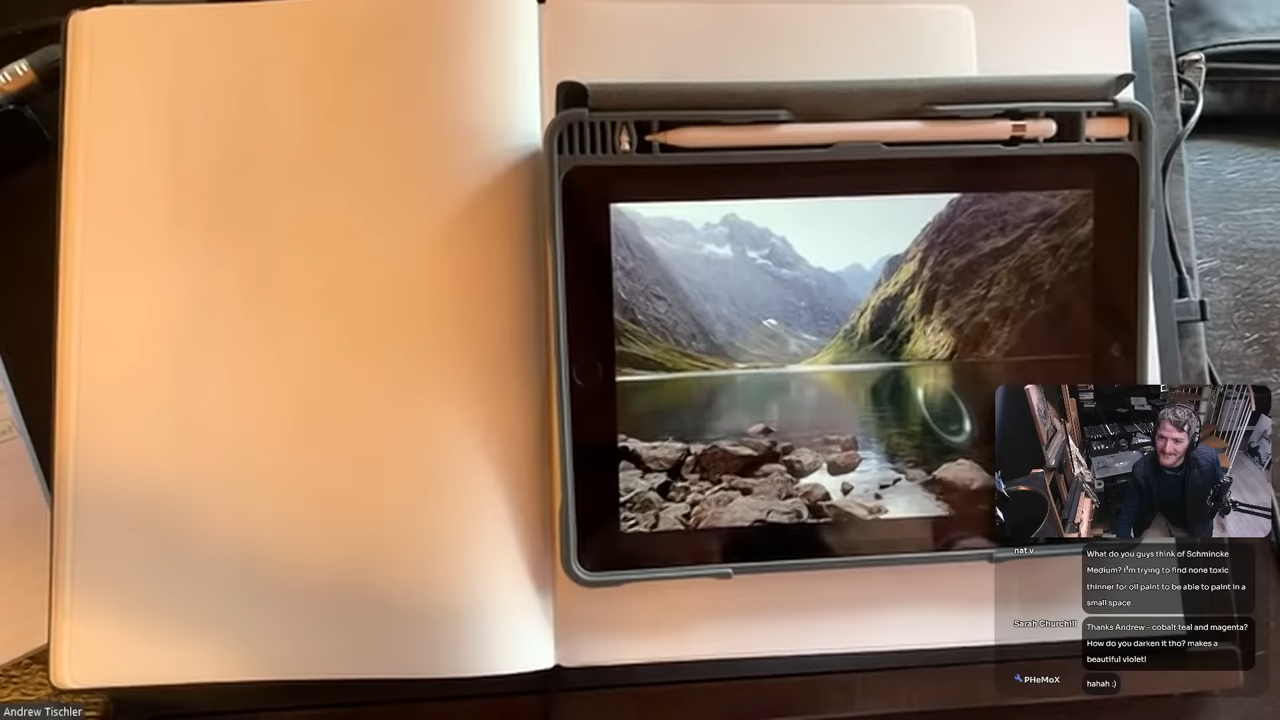 nat v
What do you guys think of Schmincke
Medium? I'm trying to find none toxic
thinner for oil paint to be able to paint in a
small space
Sarah Churchill
Thanks Andrew - cobalt teal and magenta?
How do you darken it tho? makes a
beautiful violet!
PHeMoX
hahah :)
Andrew Tischler